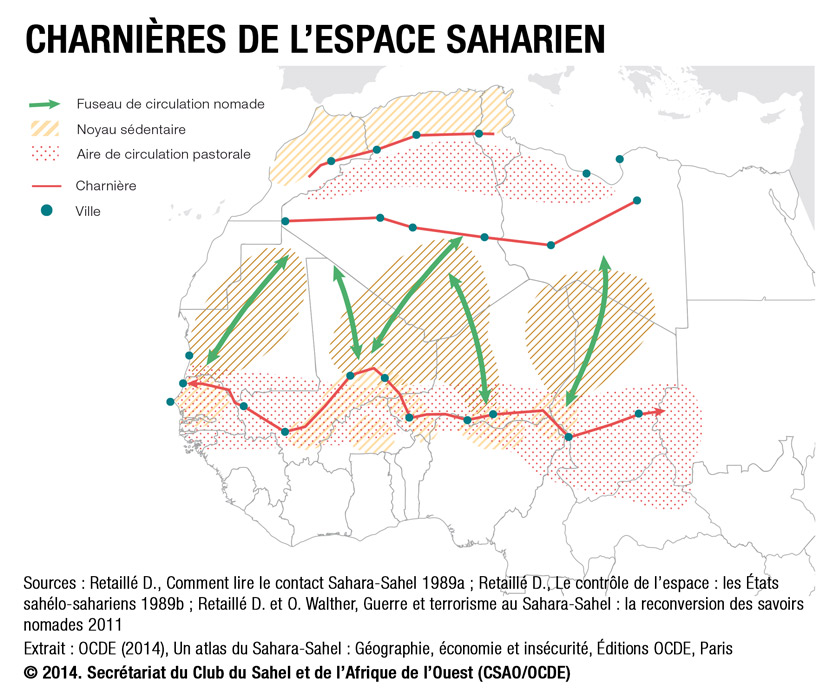 CHARNIÈRES DE L'ESPACE SAHARIEN
Fuseau de circulation nomade
Noyau sédentaire
Aire de circulation pastorale
Charnière
Ville
Sources : Retaillé D., Comment lire le contact Sahara-Sahel 1989a ; Retaillé D., Le contrôle de l'espace : les États
sahélo-sahariens 1989b ; Retaillé D. et O. Walther, Guerre et terrorisme au Sahara-Sahel : la reconversion des savoirs
nomades 2011
Extrait : OCDE (2014), Un atlas du Sahara-Sahel : Géographie, économie et insécurité, Éditions OCDE, Paris
© 2014. Secrétariat du Club du Sahel et de l'Afrique de l'Ouest (CSAO/OCDE)